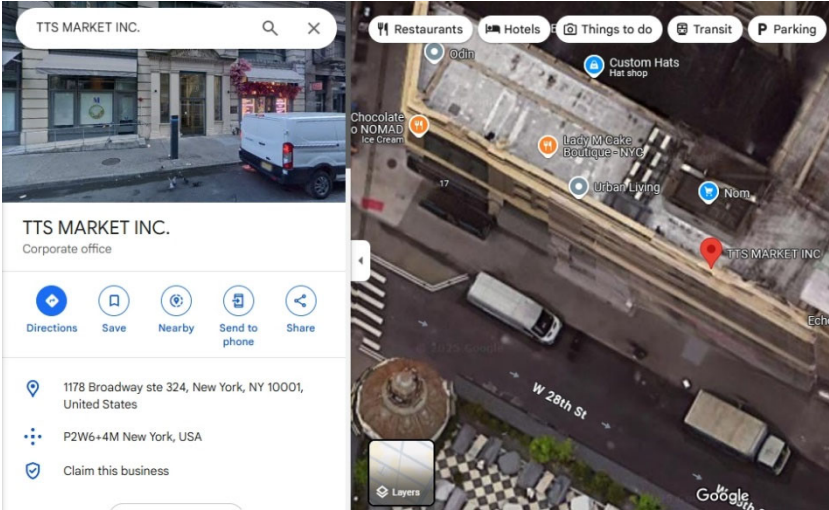 TTS MARKET INC.
TTS MARKET INC.
Corporate office
Directions
Save
Nearby
Send to
phone
Share
1178 Broadway ste 324, New York, NY 10001,
United States
P2W6+4M New York, USA
Claim this business
Restaurants
Hotels
Things to do
Transit
P Parking
Odin
Custom Hats
Hat shop
Chocolate
o NOMAD
Ice Cream
Lady M Cake
Boutique - NYC
Urban Living
Nom
17
TTS MARKET INC
Eche
W 28th St
Layers
Google